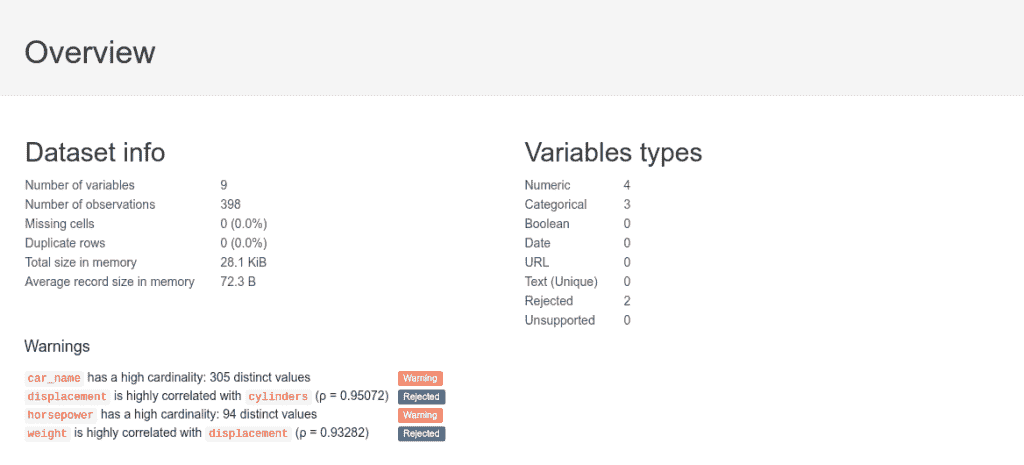 Overview
Dataset info
Number of variables 9
Number of observations 398
Missing cells 0 (0.0%)
Duplicate rows 0 (0.0%)
Total size in memory 28.1 KiB
Average record size in memory 72.3 B
Variables types
Numeric 4
Categorical 3
Boolean 0
Date 0
URL 0
Text (Unique) 0
Rejected 2
Unsupported 0
Warnings
car_name has a high cardinality: 305 distinct values Warning
displacement is highly correlated with cylinders (ρ = 0.95072) Rejected
horsepower has a high cardinality: 94 distinct values Warning
weight is highly correlated with displacement (ρ = 0.93282) Rejected